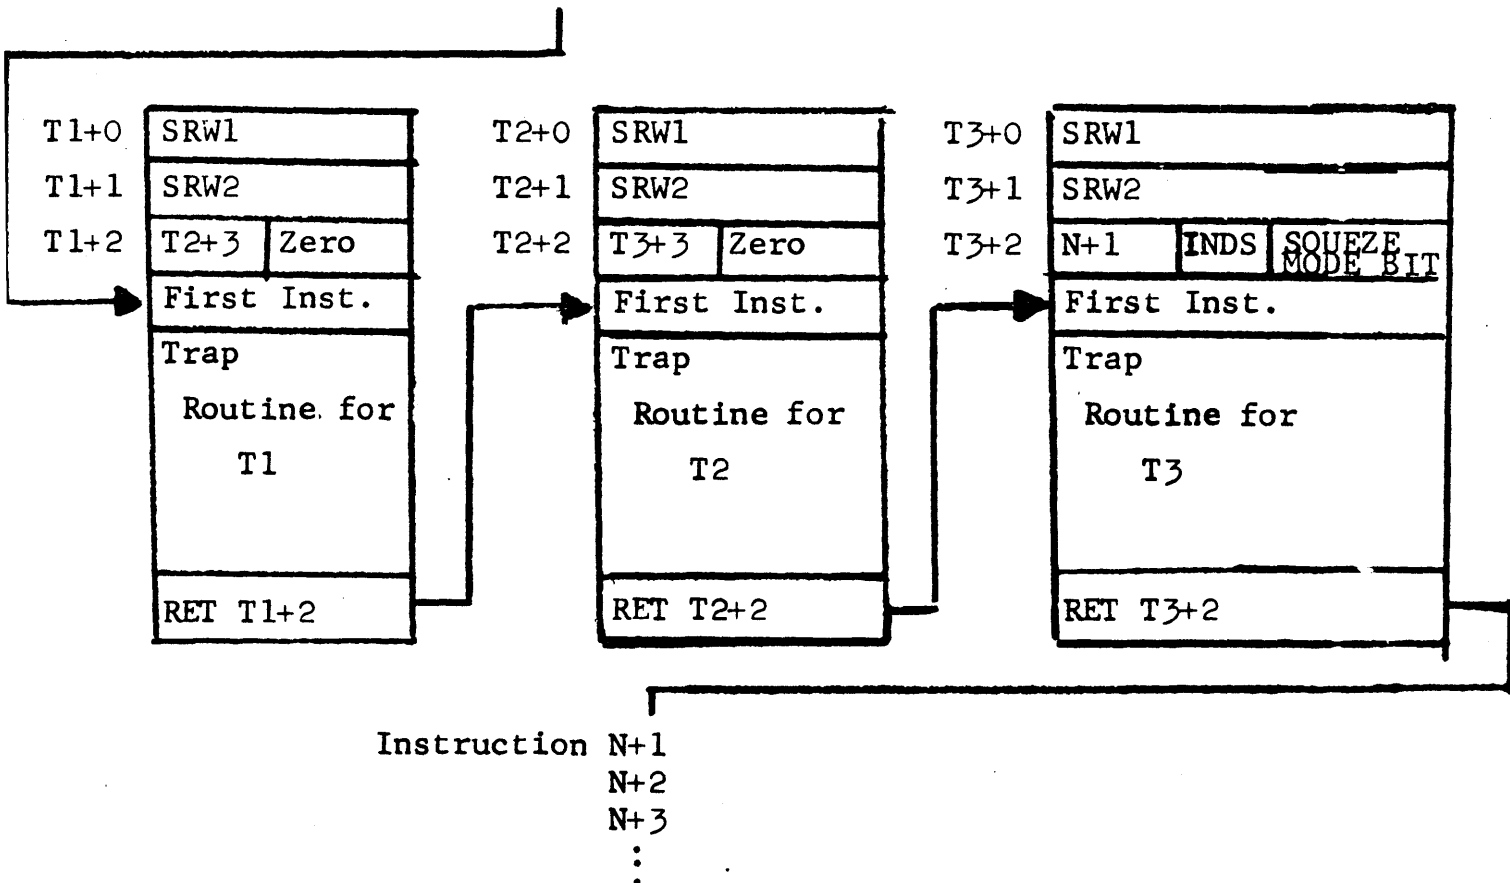 T1+0 SRW1
T1+1 SRW2
T1+2 T2+3 Zero
First Inst.
Trap
Routine for
T1
RET T1+2
T2+0 SRW1
T2+1 SRW2
T2+2 T3+3 Zero
First Inst.
Trap
Routine for
T2
RET T2+2
T3+0 SRW1
T3+1 SRW2
T3+2 N+1 INDS SQUEZE
MODE BIT
First Inst.
Trap
Routine for
T3
RET T3+2
Instruction N+1
N+2
N+3